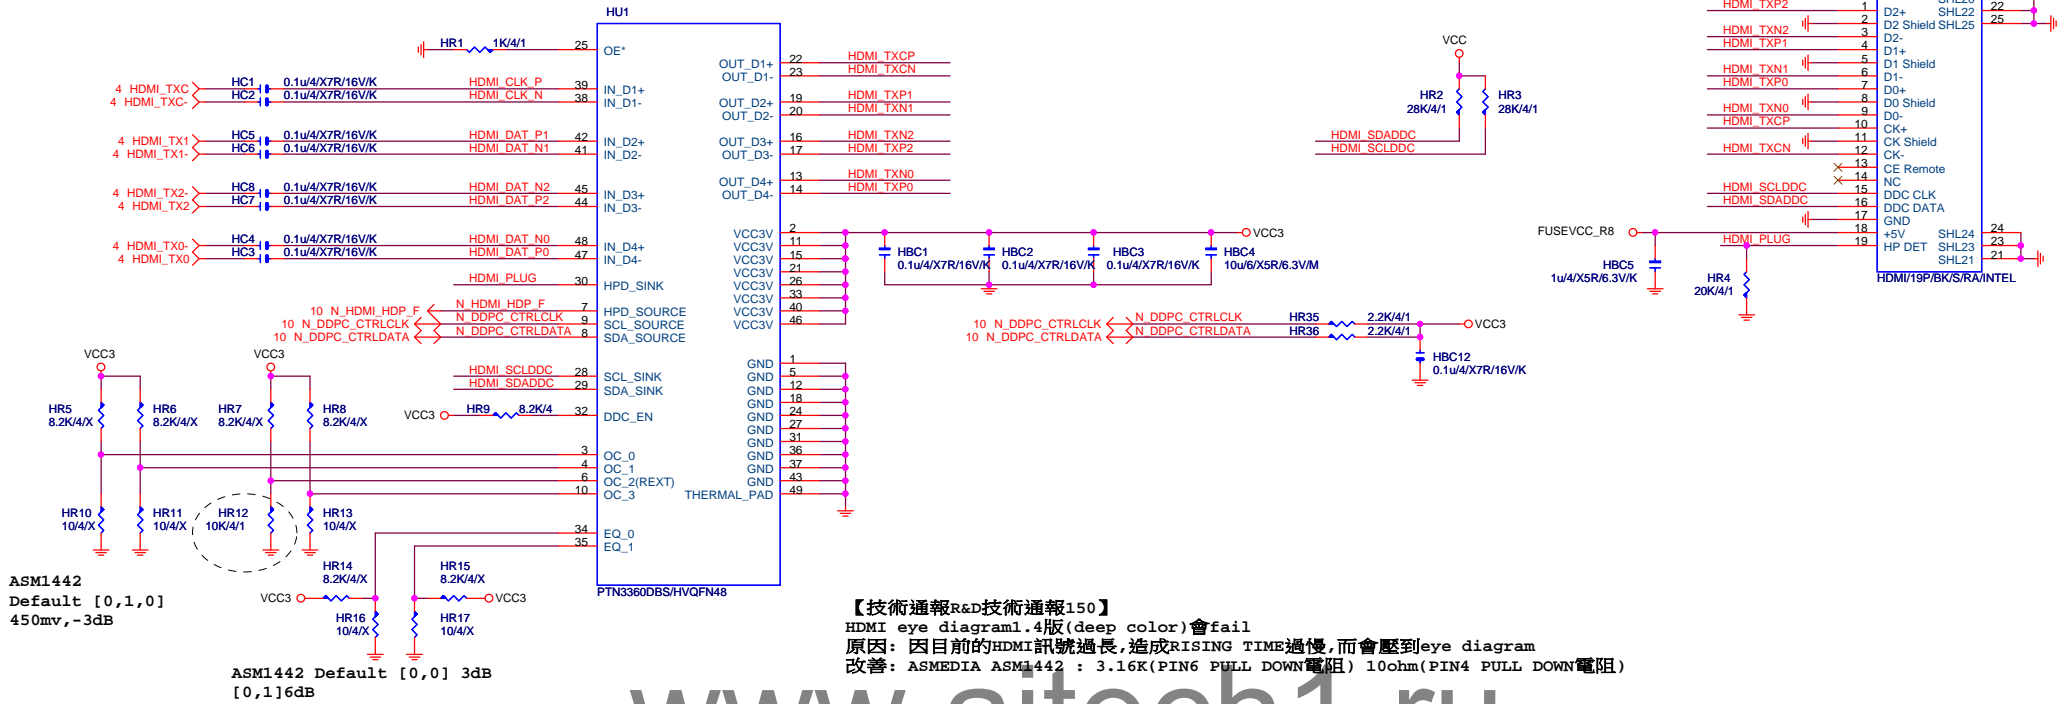 HU1
HR1 1K/4/1
25 OE*
4 HDMI_TXC HC1 0.1u/4/X7R/16V/K HDMI_CLK_P 39 IN_D1+
4 HDMI_TXC- HC2 0.1u/4/X7R/16V/K HDMI_CLK_N 38 IN_D1-
4 HDMI_TX1 HC5 0.1u/4/X7R/16V/K HDMI_DAT_P1 42 IN_D2+
4 HDMI_TX1- HC6 0.1u/4/X7R/16V/K HDMI_DAT_N1 41 IN_D2-
4 HDMI_TX2- HC8 0.1u/4/X7R/16V/K HDMI_DAT_N2 45 IN_D3+
4 HDMI_TX2 HC7 0.1u/4/X7R/16V/K HDMI_DAT_P2 44 IN_D3-
4 HDMI_TX0- HC4 0.1u/4/X7R/16V/K HDMI_DAT_N0 48 IN_D4+
4 HDMI_TX0 HC3 0.1u/4/X7R/16V/K HDMI_DAT_P0 47 IN_D4-
HDMI_PLUG 30 HPD_SINK
10 N_HDMI_HDP_F N_HDMI_HDP_F 7 HPD_SOURCE
10 N_DDPC_CTRLCLK N_DDPC_CTRLCLK 9 SCL_SOURCE
10 N_DDPC_CTRLDATA N_DDPC_CTRLDATA 8 SDA_SOURCE
HDMI_SCLDDC 28 SCL_SINK
HDMI_SDADDC 29 SDA_SINK
VCC3 HR9 8.2K/4 32 DDC_EN
3 OC_0
4 OC_1
6 OC_2(REXT)
10 OC_3
34 EQ_0
35 EQ_1
PTN3360DBS/HVQFN48
OUT_D1+ 22 HDMI_TXCP
OUT_D1- 23 HDMI_TXCN
OUT_D2+ 19 HDMI_TXP1
OUT_D2- 20 HDMI_TXN1
OUT_D3+ 16 HDMI_TXN2
OUT_D3- 17 HDMI_TXP2
OUT_D4+ 13 HDMI_TXN0
OUT_D4- 14 HDMI_TXP0
VCC3V 2
VCC3V 11
VCC3V 15
VCC3V 21
VCC3V 26
VCC3V 33
VCC3V 40
VCC3V 46
GND 1
GND 5
GND 12
GND 18
GND 24
GND 27
GND 31
GND 36
GND 37
GND 43
THERMAL_PAD 49
VCC3
HBC1 0.1u/4/X7R/16V/K
HBC2 0.1u/4/X7R/16V/K
HBC3 0.1u/4/X7R/16V/K
HBC4 10u/6/X5R/6.3V/M
VCC
HR2 28K/4/1
HR3 28K/4/1
HDMI_SDADDC
HDMI_SCLDDC
10 N_DDPC_CTRLCLK N_DDPC_CTRLCLK HR35 2.2K/4/1 VCC3
10 N_DDPC_CTRLDATA N_DDPC_CTRLDATA HR36 2.2K/4/1
HBC12 0.1u/4/X7R/16V/K
HDMI_TXP2 1 D2+ SHL22 22
2 D2 Shield SHL25 25
HDMI_TXN2 3 D2-
HDMI_TXP1 4 D1+
5 D1 Shield
HDMI_TXN1 6 D1-
HDMI_TXP0 7 D0+
8 D0 Shield
HDMI_TXN0 9 D0-
HDMI_TXCP 10 CK+
11 CK Shield
HDMI_TXCN 12 CK-
13 CE Remote
14 NC
HDMI_SCLDDC 15 DDC CLK
HDMI_SDADDC 16 DDC DATA
17 GND
FUSEVCC_R8 18 +5V SHL24 24
HDMI_PLUG 19 HP DET SHL23 23
SHL21 21
HBC5 1u/4/X5R/6.3V/K
HR4 20K/4/1
HDMI/19P/BK/S/RA/INTEL
VCC3 VCC3
HR5 8.2K/4/X
HR6 8.2K/4/X
HR7 8.2K/4/X
HR8 8.2K/4/X
HR10 10/4/X
HR11 10/4/X
HR12 10K/4/1
HR13 10/4/X
ASM1442
Default [0,1,0]
450mv,-3dB
VCC3 HR14 8.2K/4/X
HR15 8.2K/4/X VCC3
HR16 10/4/X
HR17 10/4/X
ASM1442 Default [0,0] 3dB
[0,1]6dB
【技術通報R&D技術通報150】
HDMI eye diagram1.4版(deep color)會fail
原因: 因目前的HDMI訊號過長,造成RISING TIME過慢,而會壓到eye diagram
改善: ASMEDIA ASM1442 : 3.16K(PIN6 PULL DOWN電阻) 10ohm(PIN4 PULL DOWN電阻)